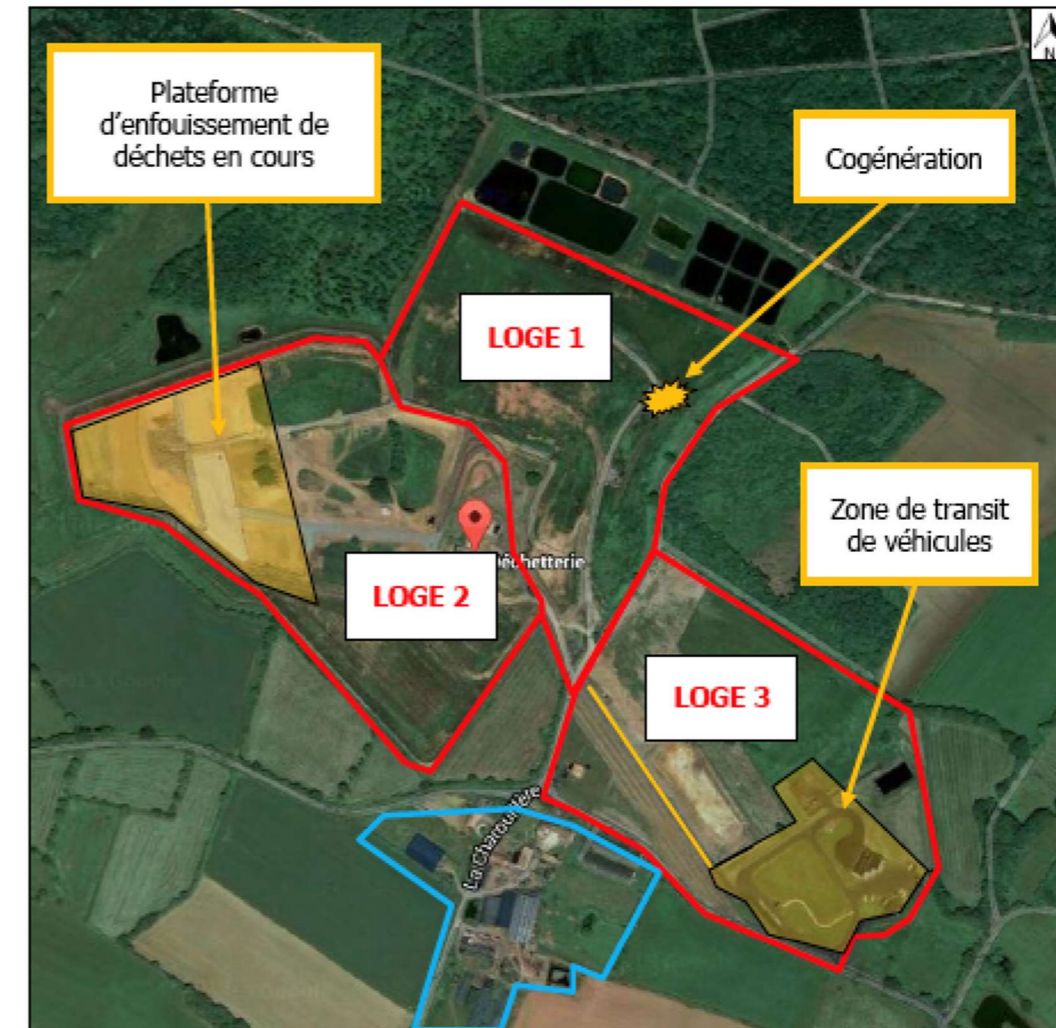 N
Plateforme
d'enfouissement de
déchets en cours
Cogénération
LOGE 1
Zone de transit
de véhicules
Déchetterie
LOGE 2
LOGE 3
La Charoulière